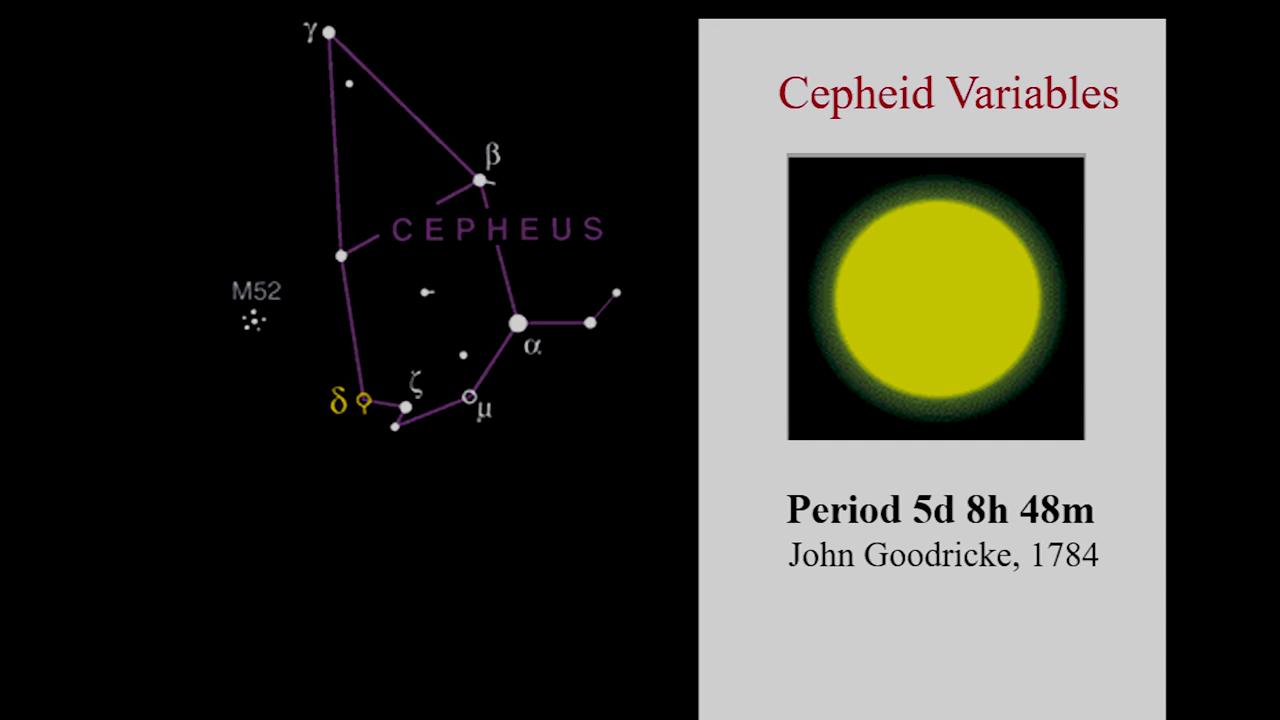 γ
β
CEPHEUS
M52
α
ζ
δ
μ
Cepheid Variables
Period 5d 8h 48m
John Goodricke, 1784